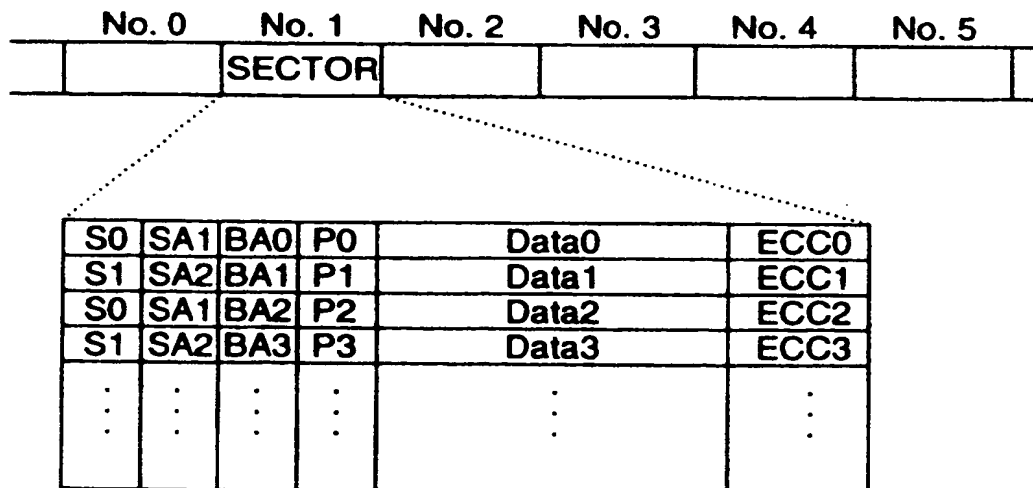 No. 0 No. 1 No. 2 No. 3 No. 4 No. 5
SECTOR
S0 SA1 BA0 P0 Data0 ECC0
S1 SA2 BA1 P1 Data1 ECC1
S0 SA1 BA2 P2 Data2 ECC2
S1 SA2 BA3 P3 Data3 ECC3